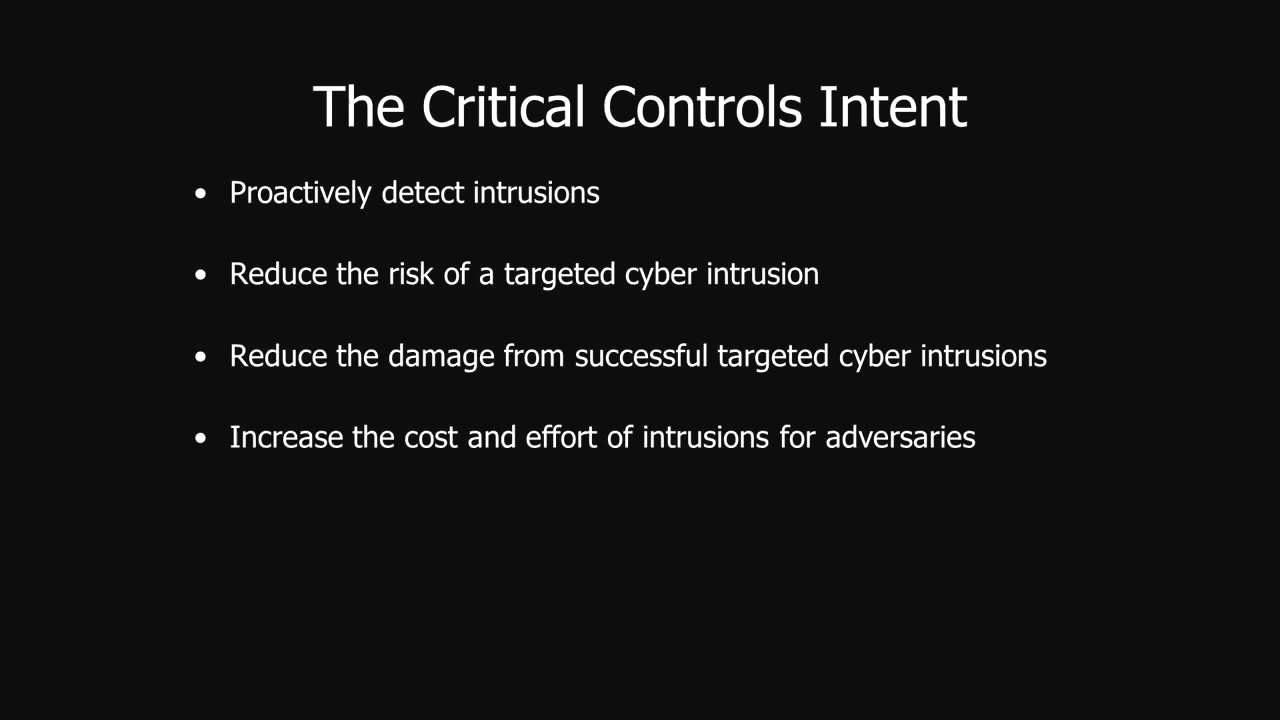 The Critical Controls Intent
• Proactively detect intrusions
• Reduce the risk of a targeted cyber intrusion
• Reduce the damage from successful targeted cyber intrusions
• Increase the cost and effort of intrusions for adversaries